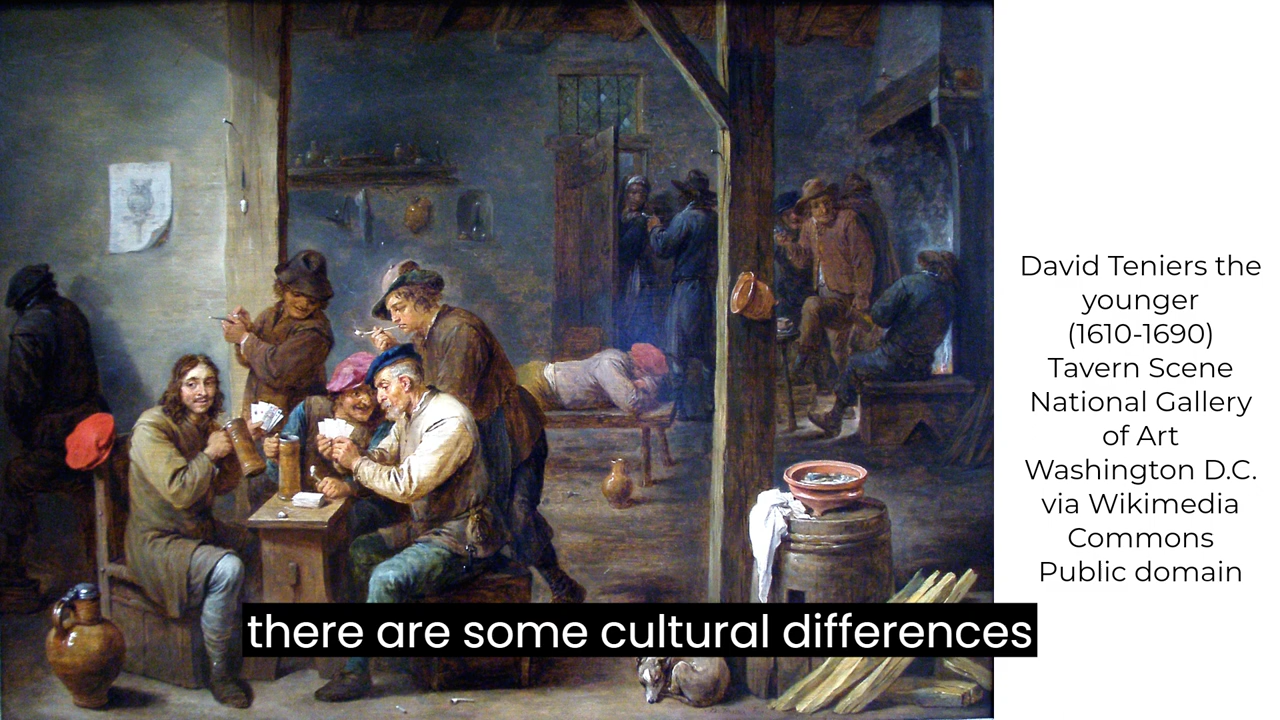 David Teniers the
younger
(1610-1690)
Tavern Scene
National Gallery
of Art
Washington D.C.
via Wikimedia
Commons
Public domain
there are some cultural differences